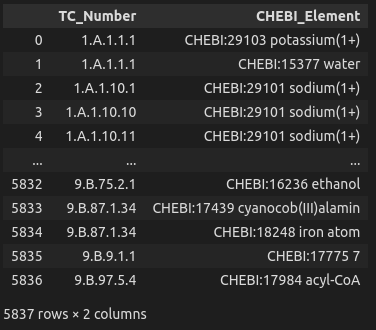 TC_Number CHEBI_Element
0 1.A.1.1.1 CHEBI:29103 potassium(1+)
1 1.A.1.1.1 CHEBI:15377 water
2 1.A.1.10.1 CHEBI:29101 sodium(1+)
3 1.A.1.10.10 CHEBI:29101 sodium(1+)
4 1.A.1.10.11 CHEBI:29101 sodium(1+)
... ... ...
5832 9.B.75.2.1 CHEBI:16236 ethanol
5833 9.B.87.1.34 CHEBI:17439 cyanocob(III)alamin
5834 9.B.87.1.34 CHEBI:18248 iron atom
5835 9.B.9.1.1 CHEBI:17775 7
5836 9.B.97.5.4 CHEBI:17984 acyl-CoA
5837 rows × 2 columns